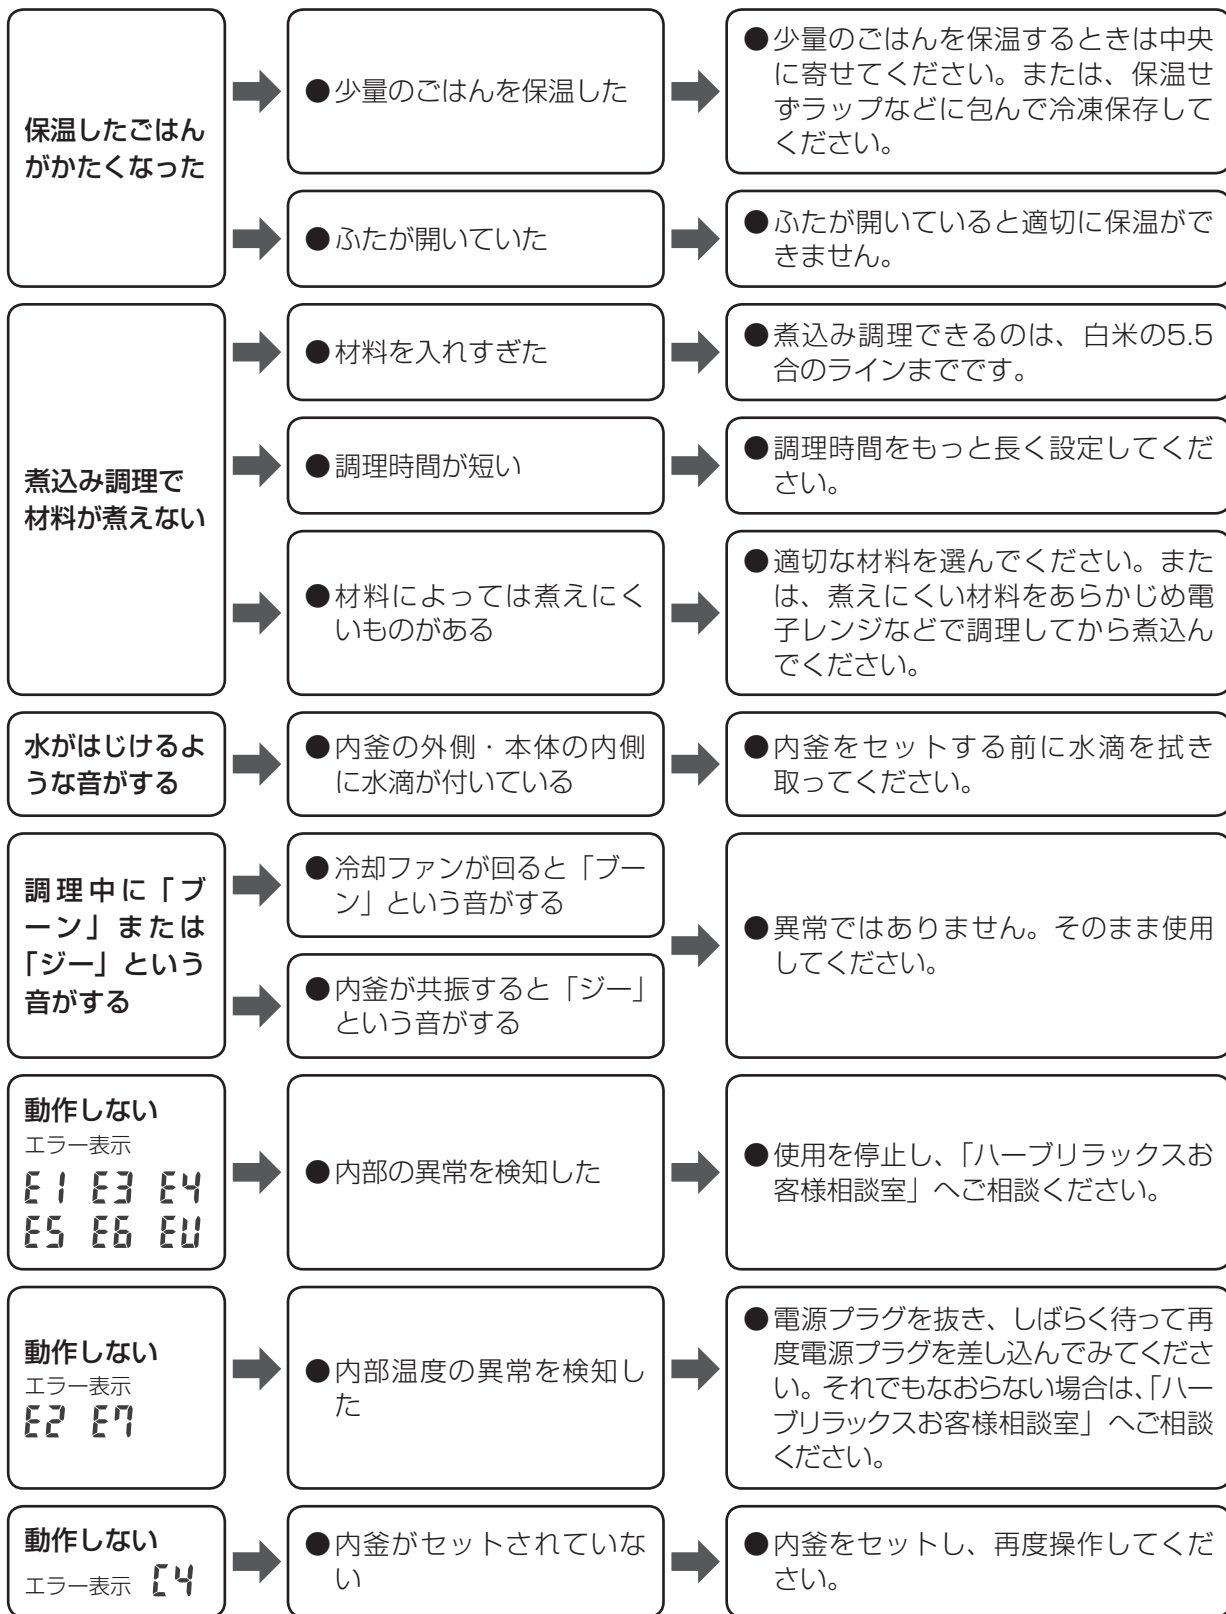 保温したごはん
がかたくなった
●少量のごはんを保温した
●少量のごはんを保温するときは中央
に寄せてください。または、保温せ
ずラップなどに包んで冷凍保存して
ください。
●ふたが開いていた
●ふたが開いていると適切に保温がで
きません。
煮込み調理で
材料が煮えない
●材料を入れすぎた
●煮込み調理できるのは、白米の5.5
合のラインまでです。
●調理時間が短い
●調理時間をもっと長く設定してくだ
さい。
●材料によっては煮えにく
いものがある
●適切な材料を選んでください。また
は、煮えにくい材料をあらかじめ電
子レンジなどで調理してから煮込ん
でください。
水がはじけるよ
うな音がする
●内釜の外側・本体の内側
に水滴が付いている
●内釜をセットする前に水滴を拭き
取ってください。
調理中に「ブ
ーン」または
「ジー」という
音がする
●冷却ファンが回ると「ブー
ン」という音がする
●内釜が共振すると「ジー」
という音がする
●異常ではありません。そのまま使用
してください。
動作しない
エラー表示
E1 E3 E4
E5 E6 EU
●内部の異常を検知した
●使用を停止し、「ハーブリラックスお
客様相談室」へご相談ください。
動作しない
エラー表示
E2 E7
●内部温度の異常を検知し
た
●電源プラグを抜き、しばらく待って再
度電源プラグを差し込んでみてくださ
い。それでもなおらない場合は、「ハー
ブリラックスお客様相談室」へご相談
ください。
動作しない
エラー表示 C4
●内釜がセットされていな
い
●内釜をセットし、再度操作してくだ
さい。